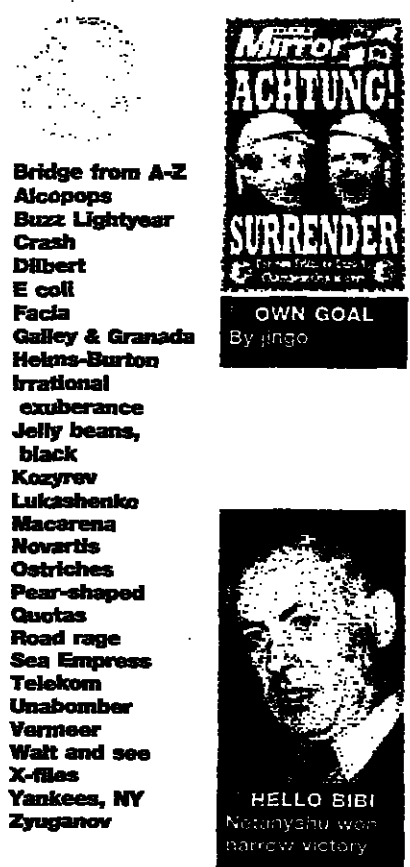 Bridge from A-Z
Alcopops
Buzz Lightyear
Crash
Dilbert
E coli
Facia
Galley & Granada
Helms-Burton
Irrational
exuberance
Jelly beans,
black
Kozyrev
Lukashenko
Macarena
Novartis
Ostriches
Pear-shaped
Quotas
Road rage
Sea Empress
Telekom
Unabomber
Vermeer
Wait and see
X-files
Yankees, NY
Zyuganov
Mirror
ACHTUNG!
SURRENDER
OWN GOAL
By jingo
HELLO BIBI
Netanyahu won
narrow victory